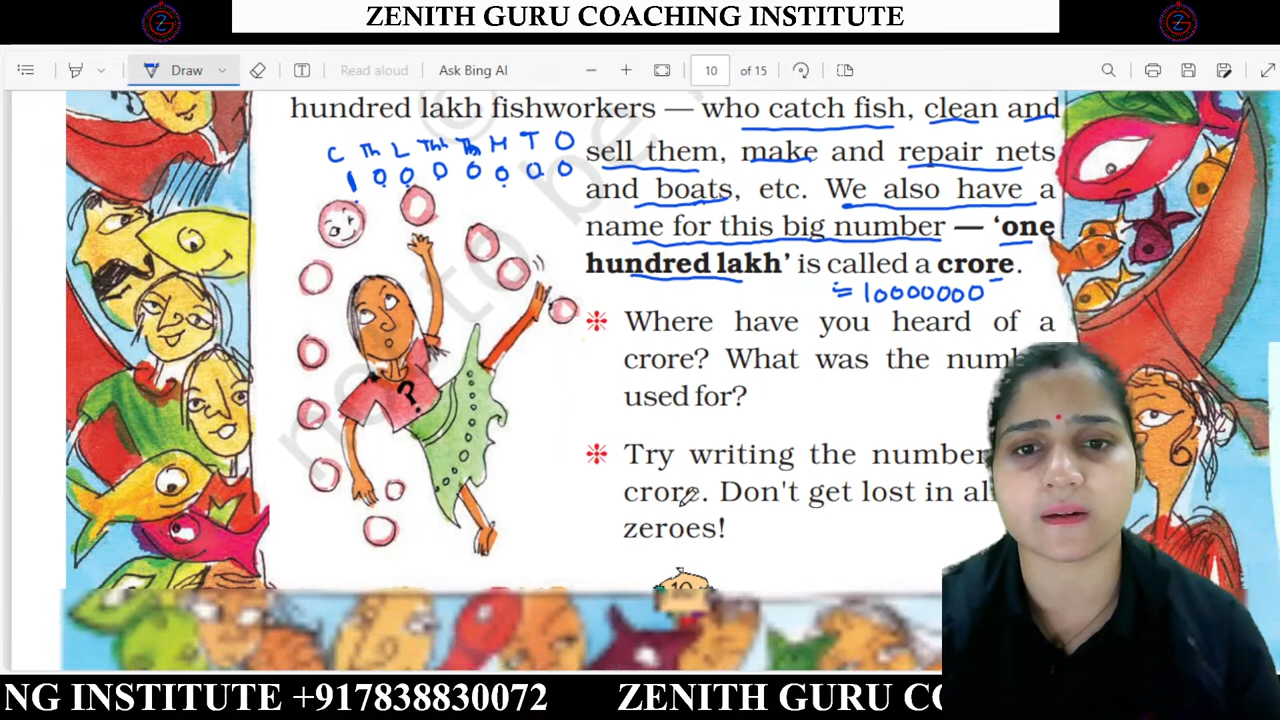 ZENITH GURU COACHING INSTITUTE
Draw
Read aloud
Ask Bing AI
10 of 15
hundred lakh fishworkers — who catch fish, clean and
C Th L Tth Th H T O
1 0 0 0 0 0 0 0
sell them, make and repair nets
and boats, etc. We also have a
name for this big number — ‘one
hundred lakh’ is called a crore.
= 10000000
❉ Where have you heard of a
crore? What was the num
used for?
❉ Try writing the number
crore. Don't get lost in al
zeroes!
?
10
NG INSTITUTE +917838830072 ZENITH GURU CO